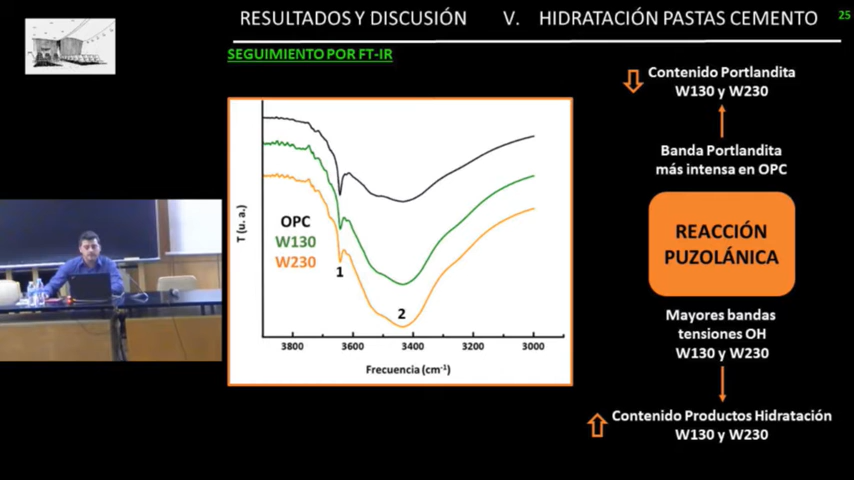 RESULTADOS Y DISCUSIÓN V. HIDRATACIÓN PASTAS CEMENTO
25
SEGUIMIENTO POR FT-IR
T (u. a.)
OPC
W130
W230
1
2
3800 3600 3400 3200 3000
Frecuencia (cm⁻¹)
Contenido Portlandita
W130 y W230
Banda Portlandita
más intensa en OPC
REACCIÓN
PUZOLÁNICA
Mayores bandas
tensiones OH
W130 y W230
Contenido Productos Hidratación
W130 y W230